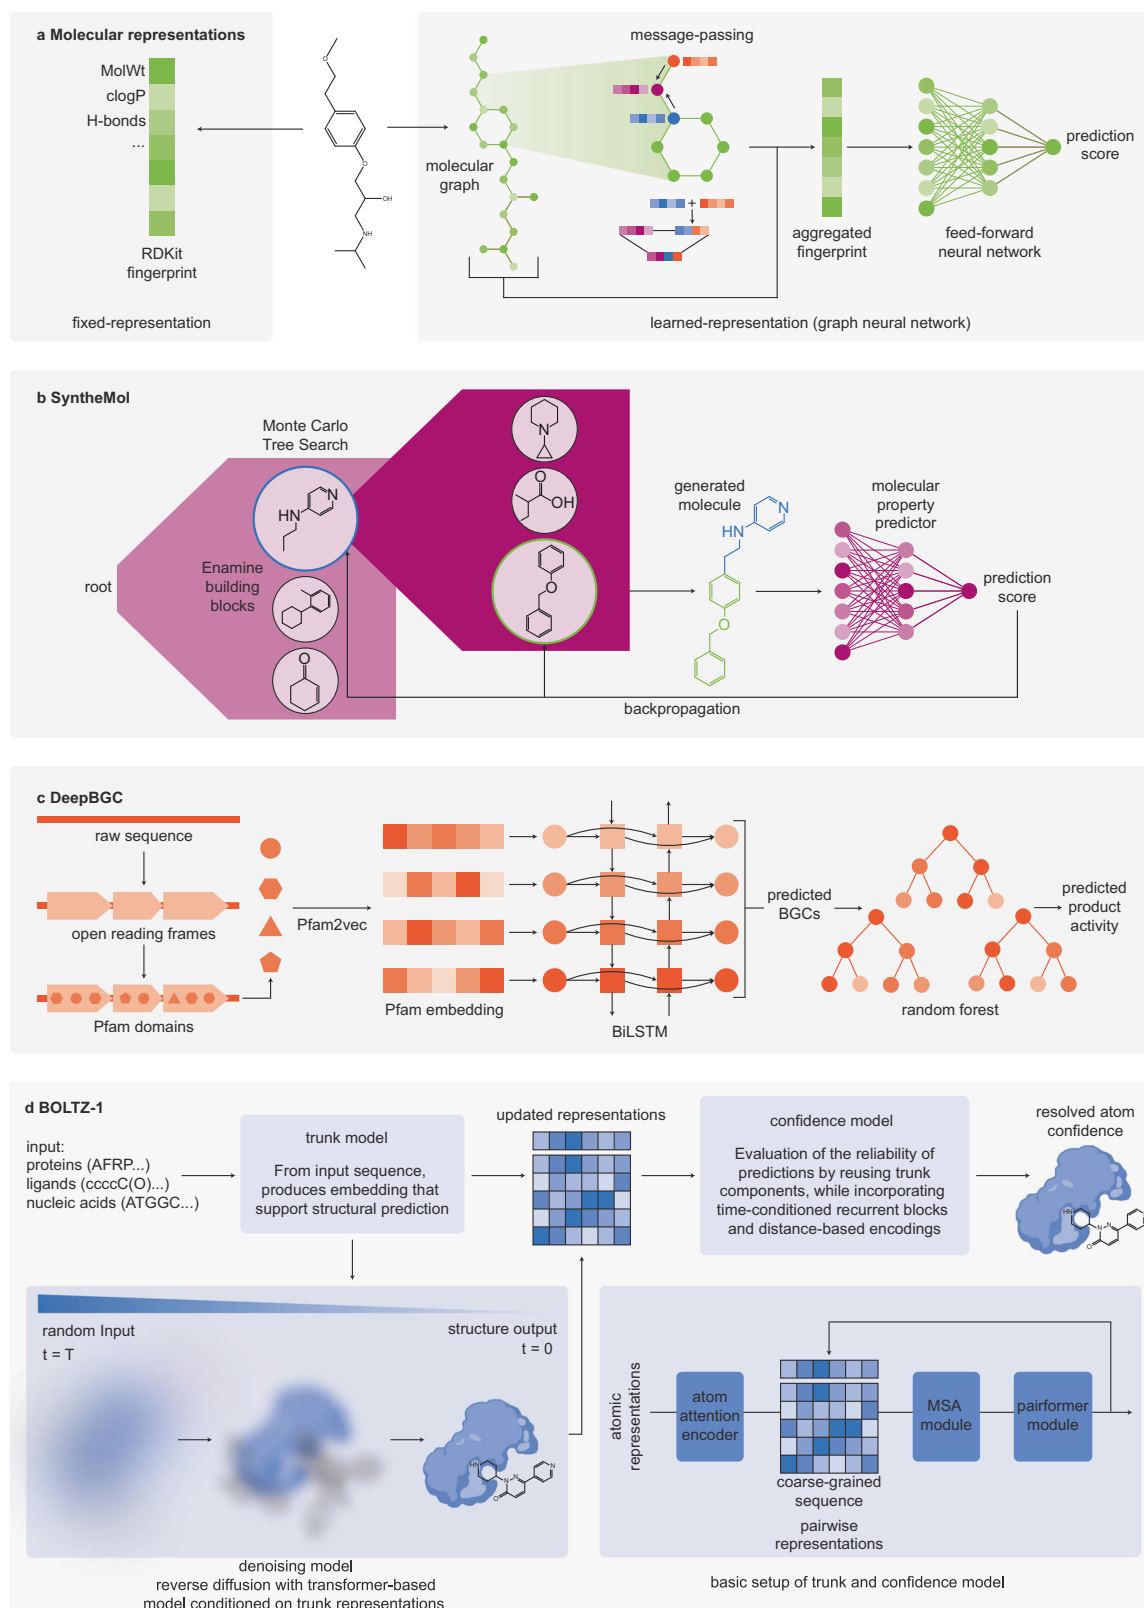 a Molecular representations
MolWt
clogP
H-bonds
...
RDKit
fingerprint
fixed-representation
O
O
OH
NH
molecular
graph
message-passing
+
aggregated
fingerprint
feed-forward
neural network
prediction
score
learned-representation (graph neural network)
b SyntheMol
Monte Carlo
Tree Search
root
N
HN
Enamine
building
blocks
O
N
O
OH
O
generated
molecule
N
HN
O
molecular
property
predictor
prediction
score
backpropagation
c DeepBGC
raw sequence
open reading frames
Pfam domains
Pfam2vec
Pfam embedding
BiLSTM
predicted
BGCs
random forest
predicted
product
activity
d BOLTZ-1
input:
proteins (AFRP...)
ligands (ccccC(O)...)
nucleic acids (ATGGC...)
trunk model
From input sequence,
produces embedding that
support structural prediction
updated representations
confidence model
Evaluation of the reliability of
predictions by reusing trunk
components, while incorporating
time-conditioned recurrent blocks
and distance-based encodings
resolved atom
confidence
HN
N
N
O
N
random Input
t = T
structure output
t = 0
HN
N
N
O
N
denoising model
reverse diffusion with transformer-based
model conditioned on trunk representations
atomic
representations
atom
attention
encoder
coarse-grained
sequence
pairwise
representations
MSA
module
pairformer
module
basic setup of trunk and confidence model